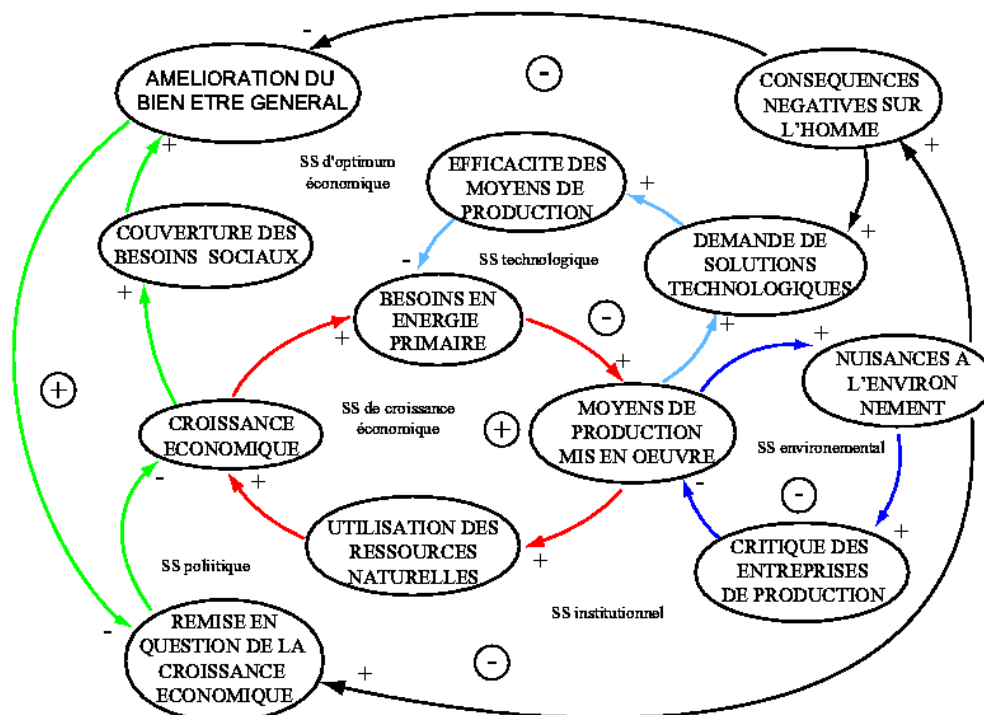 -
AMELIORATION DU
BIEN ETRE GENERAL
-
CONSEQUENCES
NEGATIVES SUR
L'HOMME
+
+
SS d'optimum
économique
EFFICACITE DES
MOYENS DE
PRODUCTION
+
+
COUVERTURE DES
BESOINS SOCIAUX
+
DEMANDE DE
SOLUTIONS
TECHNOLOGIQUES
+
-
SS technologique
BESOINS EN
ENERGIE
PRIMAIRE
+
-
+
+
NUISANCES A
L'ENVIRON
NEMENT
+
CROISSANCE
ECONOMIQUE
-
+
SS de croissance
économique
+
MOYENS DE
PRODUCTION
MIS EN OEUVRE
-
SS environemental
-
UTILISATION DES
RESSOURCES
NATURELLES
+
+
CRITIQUE DES
ENTREPRISES
DE PRODUCTION
SS poliitique
SS institutionnel
-
REMISE EN
QUESTION DE LA
CROISSANCE
ECONOMIQUE
+
-